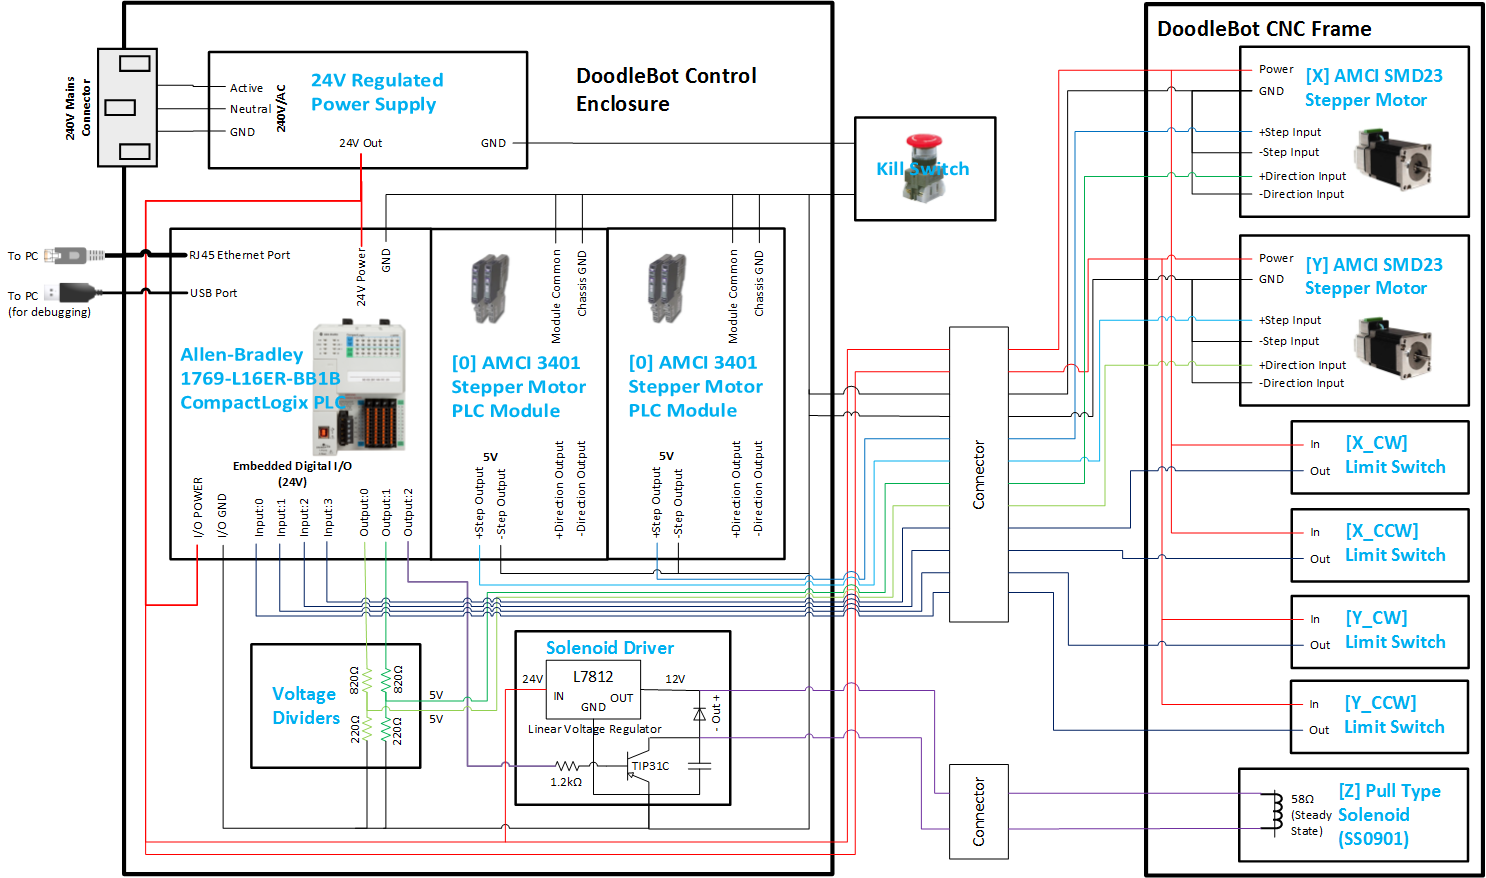 DoodleBot Control
Enclosure
240V Mains
Connector
Active
Neutral
GND
240V/AC
24V Regulated
Power Supply
24V Out
GND
Kill Switch
To PC
RJ45 Ethernet Port
To PC
(for debugging)
USB Port
24V Power
GND
Allen-Bradley
1769-L16ER-BB1B
CompactLogix PLC
Embedded Digital I/O
(24V)
I/O POWER
I/O GND
Input:0
Input:1
Input:2
Input:3
Output:0
Output:1
Output:2
Module Common
Chassis GND
[0] AMCI 3401
Stepper Motor
PLC Module
5V
+Step Output
-Step Output
+Direction Output
-Direction Output
Module Common
Chassis GND
[0] AMCI 3401
Stepper Motor
PLC Module
5V
+Step Output
-Step Output
+Direction Output
-Direction Output
Voltage
Dividers
820Ω
820Ω
220Ω
220Ω
5V
5V
Solenoid Driver
24V
L7812
IN
OUT
GND
12V
Linear Voltage Regulator
- Out +
TIP31C
1.2kΩ
Connector
Connector
DoodleBot CNC Frame
Power
GND
+Step Input
-Step Input
+Direction Input
-Direction Input
[X] AMCI SMD23
Stepper Motor
Power
GND
+Step Input
-Step Input
+Direction Input
-Direction Input
[Y] AMCI SMD23
Stepper Motor
In
Out
[X_CW]
Limit Switch
In
Out
[X_CCW]
Limit Switch
In
Out
[Y_CW]
Limit Switch
In
Out
[Y_CCW]
Limit Switch
58Ω
(Steady
State)
[Z] Pull Type
Solenoid
(SS0901)